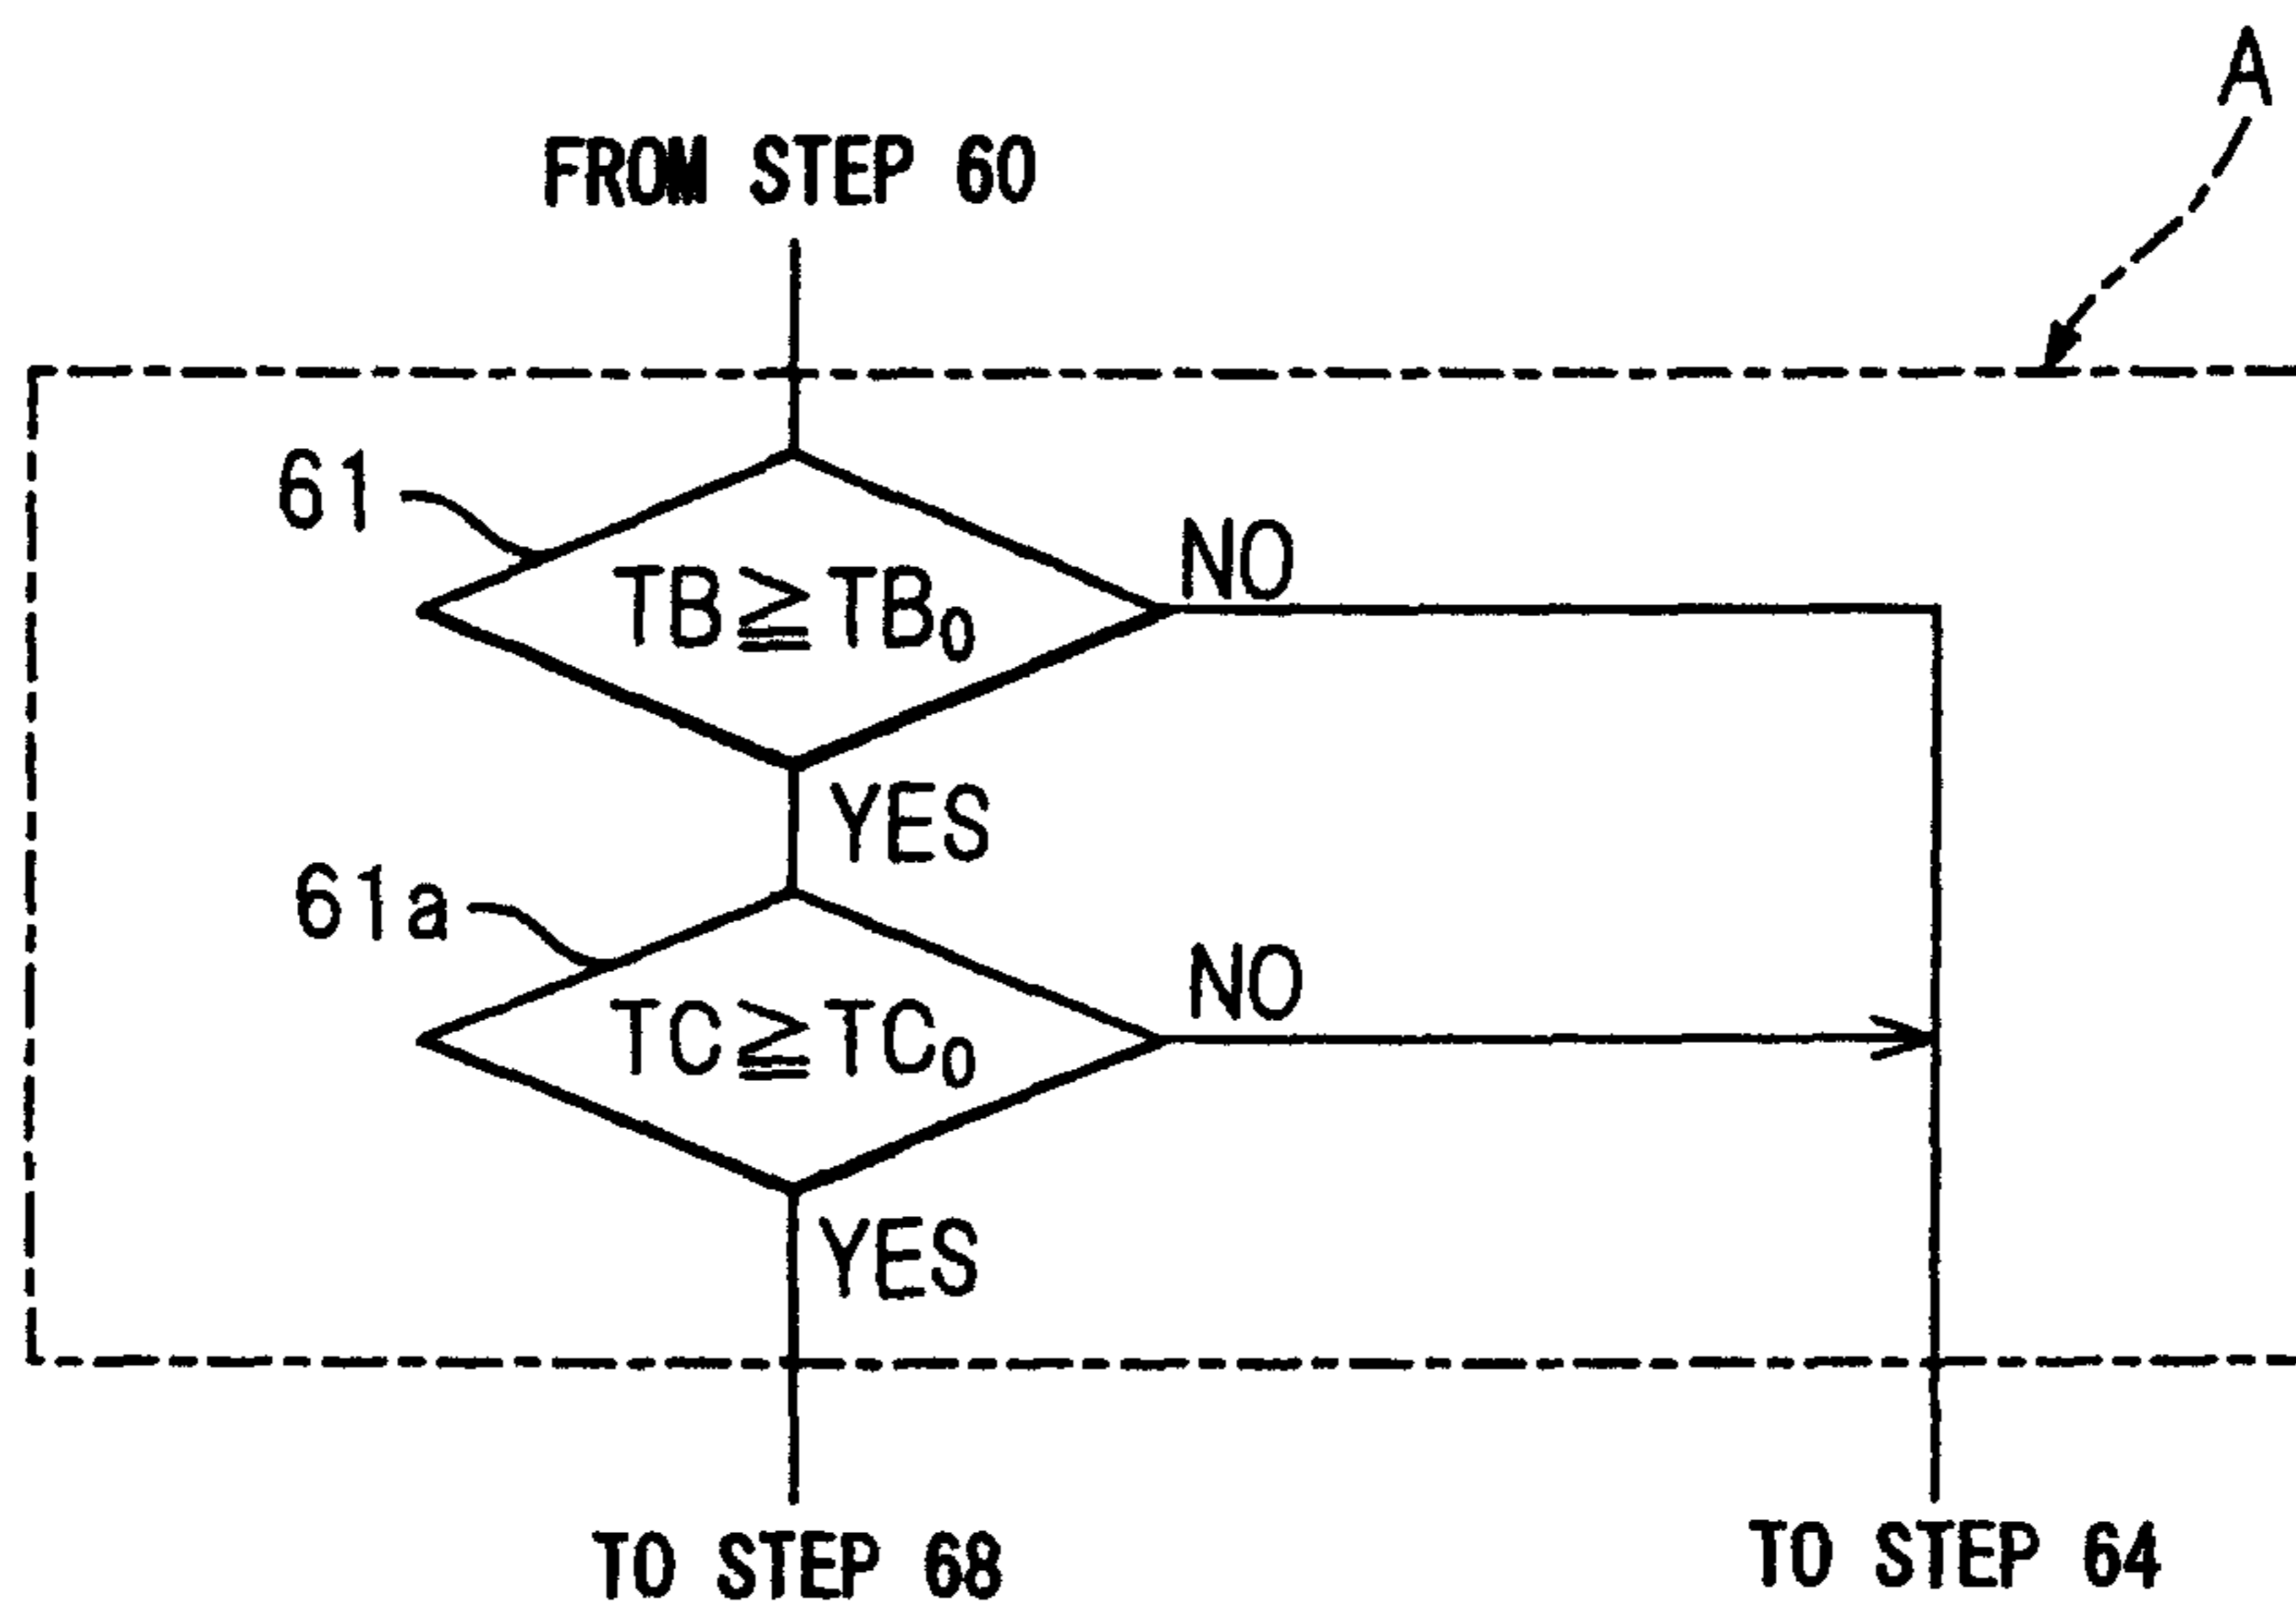 A
FROM STEP 60
61
TB≧TB₀
NO
YES
61a
TC≧TC₀
NO
YES
TO STEP 68
TO STEP 64